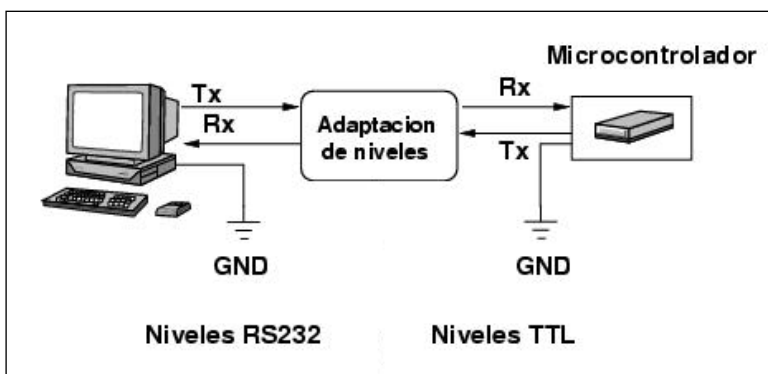 Microcontrolador
Tx
Rx
Rx
Adaptacion
de niveles
Tx
GND
GND
Niveles RS232
Niveles TTL